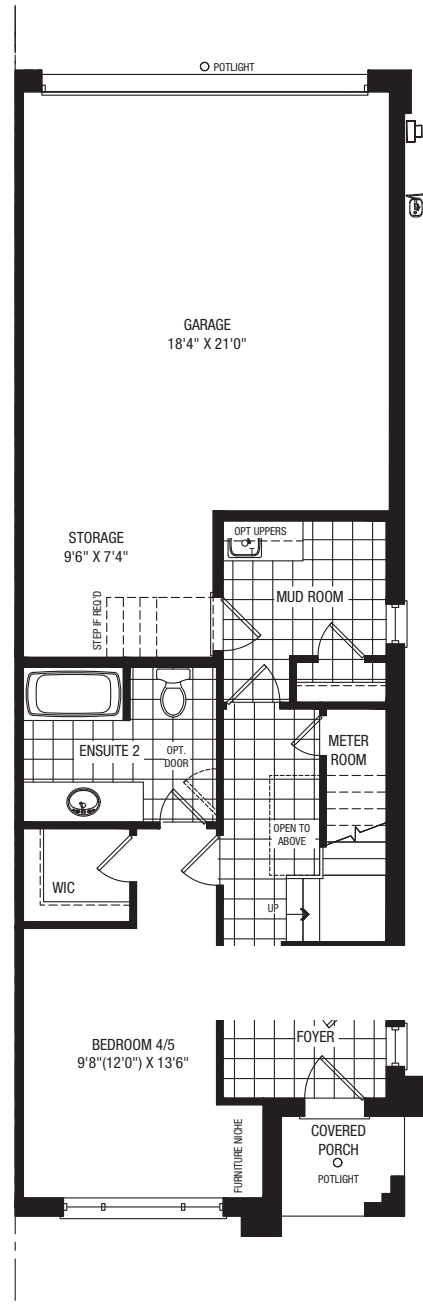 POTLIGHT
GARAGE
18'4" X 21'0"
OPT UPPERS
T
STORAGE
9'6" X 7'4"
MUD ROOM
STEP IF REQ'D
ENSUITE 2
OPT.
DOOR
METER
ROOM
OPEN TO
ABOVE
WIC
UP
FOYER
BEDROOM 4/5
9'8"(12'0") X 13'6"
FURNITURE NICHE
COVERED
PORCH
POTLIGHT